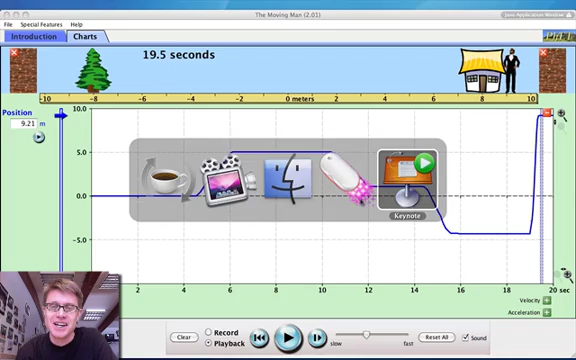 The Moving Man (2.01)
Java Application Window
File Special Features Help
Introduction Charts
19.5 seconds
-10 -8 -6 -4 -2 0 meters 2 4 6 8 10
Position
9.21 m
10.0
5.0
0.0
-5.0
Keynote
2 4 6 8 10 12 14 16 18 20 sec
Velocity
Acceleration
Clear
Record
Playback
slow fast
Reset All
Sound